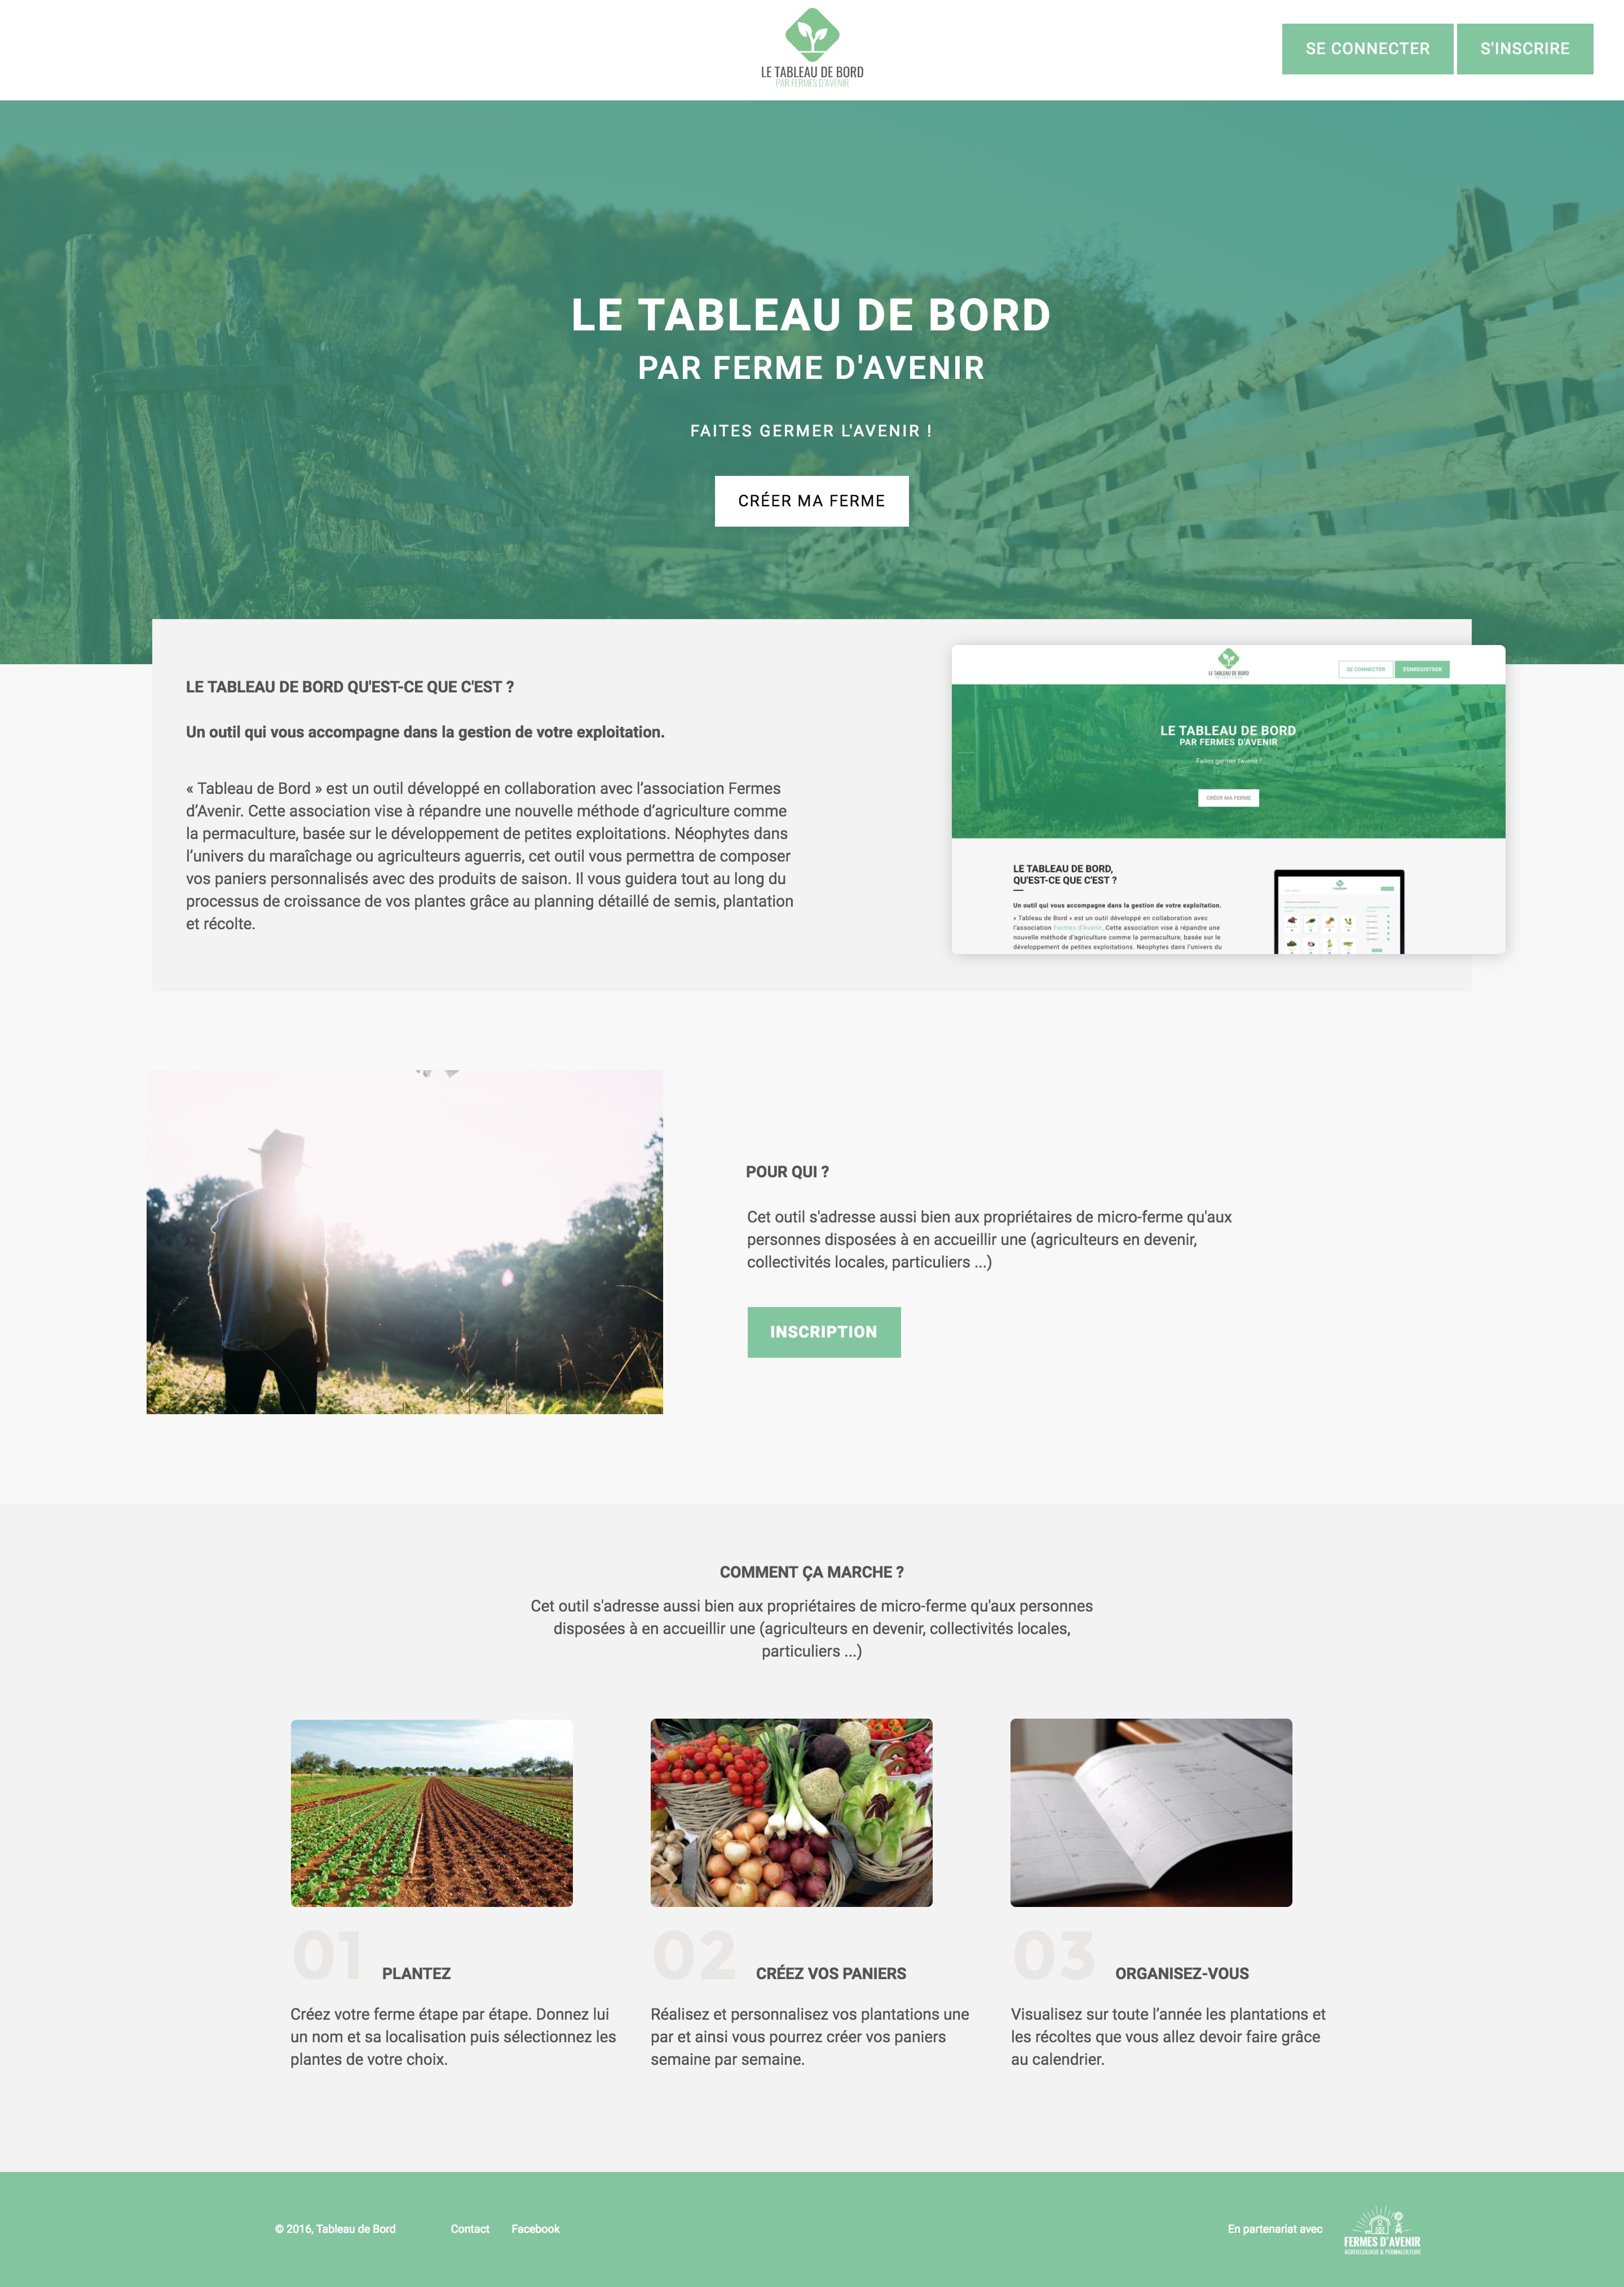 LE TABLEAU DE BORD
PAR FERMES D'AVENIR
SE CONNECTER
S'INSCRIRE
LE TABLEAU DE BORD
PAR FERME D'AVENIR
FAITES GERMER L'AVENIR !
CRÉER MA FERME
LE TABLEAU DE BORD QU'EST-CE QUE C'EST ?
Un outil qui vous accompagne dans la gestion de votre exploitation.
« Tableau de Bord » est un outil développé en collaboration avec l’association Fermes
d’Avenir. Cette association vise à répandre une nouvelle méthode d’agriculture comme
la permaculture, basée sur le développement de petites exploitations. Néophytes dans
l’univers du maraîchage ou agriculteurs aguerris, cet outil vous permettra de composer
vos paniers personnalisés avec des produits de saison. Il vous guidera tout au long du
processus de croissance de vos plantes grâce au planning détaillé de semis, plantation
et récolte.
LE TABLEAU DE BORD
SE CONNECTER
S'ENREGISTRER
LE TABLEAU DE BORD
PAR FERMES D'AVENIR
Faites germer l'avenir !
CRÉER MA FERME
LE TABLEAU DE BORD,
QU'EST-CE QUE C'EST ?
Un outil qui vous accompagne dans la gestion de votre exploitation.
« Tableau de Bord » est un outil développé en collaboration avec
l'association Fermes d'Avenir. Cette association vise à répandre une
nouvelle méthode d'agriculture comme la permaculture, basée sur le
développement de petites exploitations. Néophytes dans l'univers du
POUR QUI ?
Cet outil s'adresse aussi bien aux propriétaires de micro-ferme qu'aux
personnes disposées à en accueillir une (agriculteurs en devenir,
collectivités locales, particuliers ...)
INSCRIPTION
COMMENT ÇA MARCHE ?
Cet outil s'adresse aussi bien aux propriétaires de micro-ferme qu'aux personnes
disposées à en accueillir une (agriculteurs en devenir, collectivités locales,
particuliers ...)
01 PLANTEZ
Créez votre ferme étape par étape. Donnez lui
un nom et sa localisation puis sélectionnez les
plantes de votre choix.
02 CRÉEZ VOS PANIERS
Réalisez et personnalisez vos plantations une
par et ainsi vous pourrez créer vos paniers
semaine par semaine.
03 ORGANISEZ-VOUS
Visualisez sur toute l’année les plantations et
les récoltes que vous allez devoir faire grâce
au calendrier.
© 2016, Tableau de Bord
Contact
Facebook
En partenariat avec
FERMES D'AVENIR
AGROÉCOLOGIE & PERMACULTURE